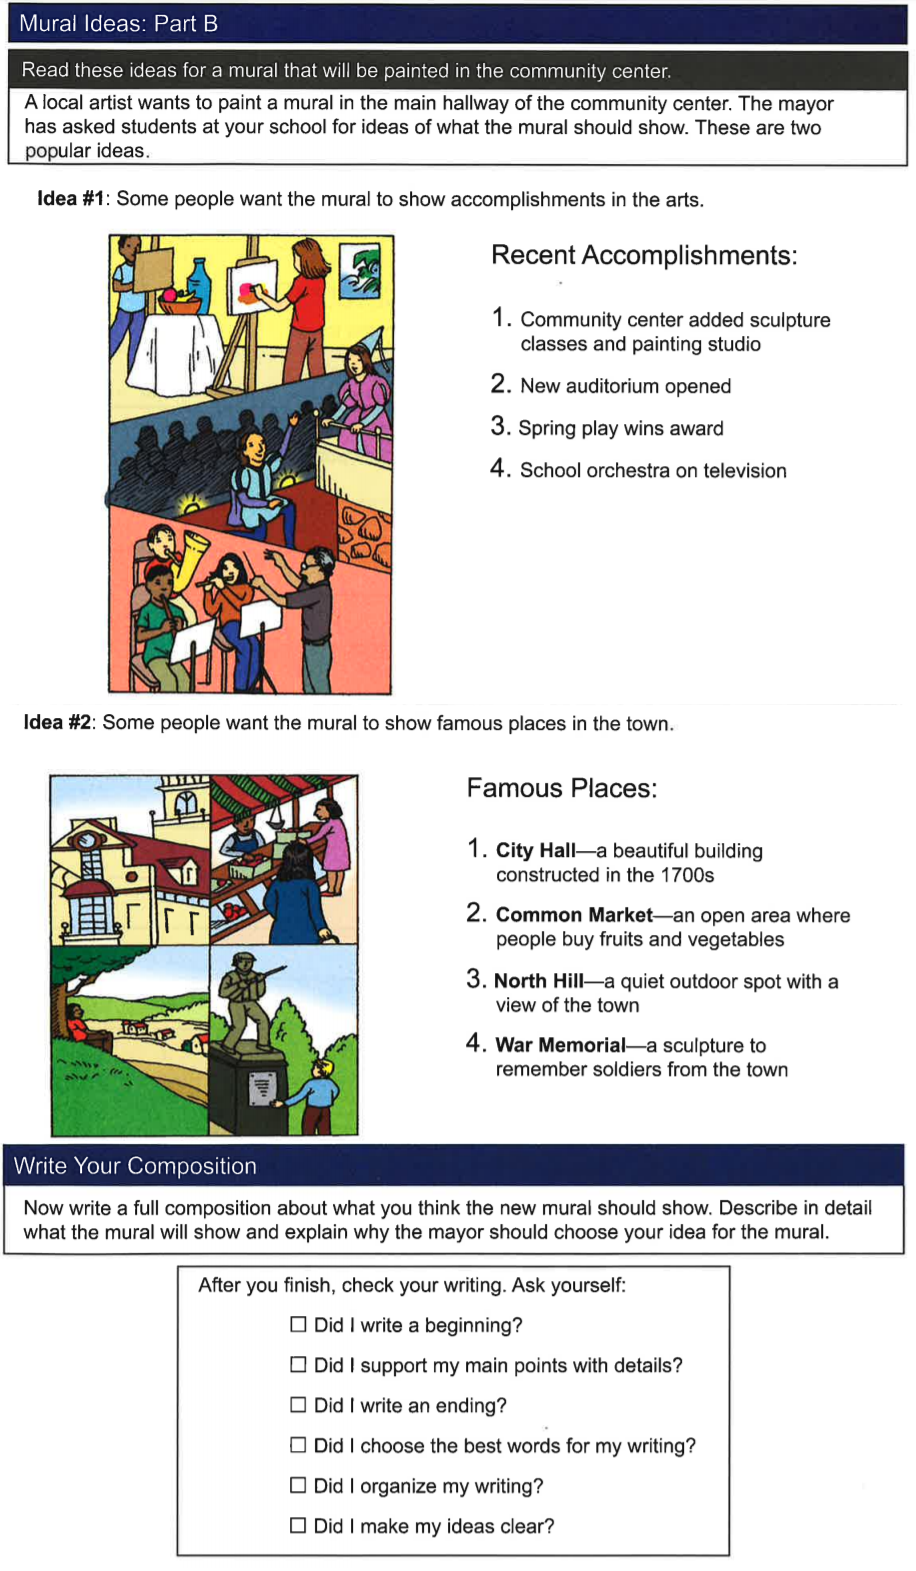 Mural Ideas: Part B
Read these ideas for a mural that will be painted in the community center.
A local artist wants to paint a mural in the main hallway of the community center. The mayor
has asked students at your school for ideas of what the mural should show. These are two
popular ideas.
Idea #1: Some people want the mural to show accomplishments in the arts.
Recent Accomplishments:
1. Community center added sculpture
classes and painting studio
2. New auditorium opened
3. Spring play wins award
4. School orchestra on television
Idea #2: Some people want the mural to show famous places in the town.
Famous Places:
1. City Hall—a beautiful building
constructed in the 1700s
2. Common Market—an open area where
people buy fruits and vegetables
3. North Hill—a quiet outdoor spot with a
view of the town
4. War Memorial—a sculpture to
remember soldiers from the town
Write Your Composition
Now write a full composition about what you think the new mural should show. Describe in detail
what the mural will show and explain why the mayor should choose your idea for the mural.
After you finish, check your writing. Ask yourself:
☐ Did I write a beginning?
☐ Did I support my main points with details?
☐ Did I write an ending?
☐ Did I choose the best words for my writing?
☐ Did I organize my writing?
☐ Did I make my ideas clear?